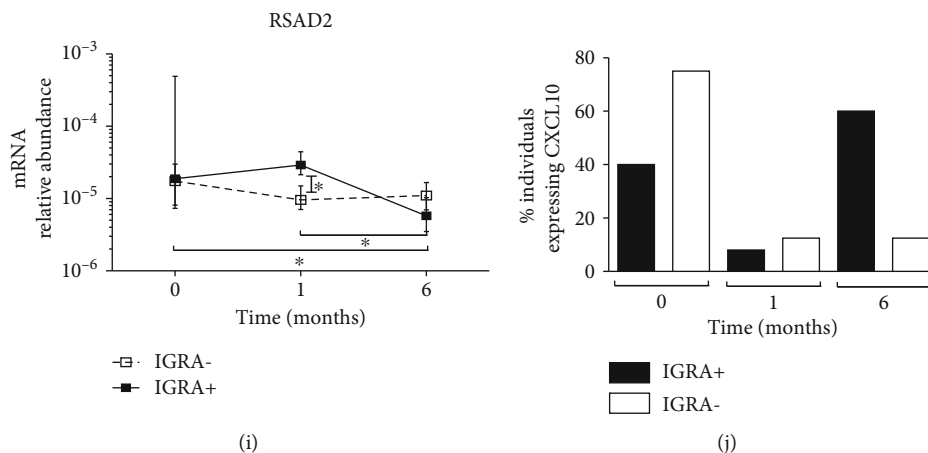 RSAD2
mRNA
relative abundance
10−3
10−4
10−5
10−6
*
*
*
0 1 6
Time (months)
IGRA-
IGRA+
(i)
% individuals
expressing CXCL10
80
60
40
20
0
0 1 6
Time (months)
IGRA+
IGRA-
(j)